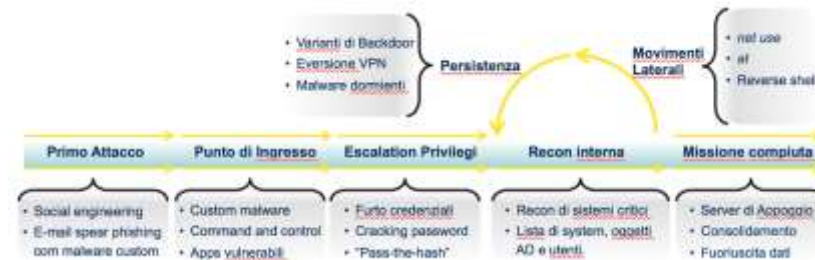 • Varianti di Backdoor
• Eversione VPN
• Malware dormienti
Persistenza
Movimenti
Laterali
• net use
• at
• Reverse shell
Primo Attacco
Punto di Ingresso
Escalation Privilegi
Recon interna
Missione compiuta
• Social engineering
• E-mail spear phishing
com malware custom
• Custom malware
• Command and control
• Apps vulnerabili
• Furto credenziali
• Cracking password
• "Pass-the-hash"
• Recon di sistemi critici
• Lista di system, oggetti
AD e utenti.
• Server di Appoggio
• Consolidamento
• Fuoriuscita dati